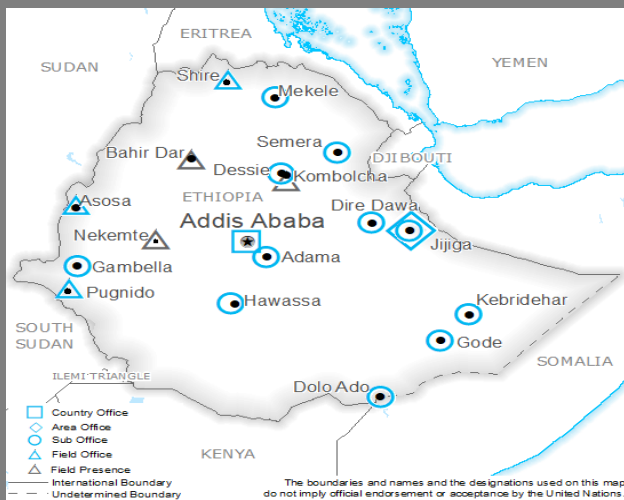 ERITREA
SUDAN
YEMEN
Shire
Mekele
Semera
Bahir Dar
DJIBOUTI
Dessie
Kombolcha
ETHIOPIA
Asosa
Dire Dawa
Addis Ababa
Nekemte
Jijiga
Adama
Gambella
Pugnido
Hawassa
Kebridehar
SOUTH
SUDAN
Gode
SOMALIA
ILEMI TRIANGLE
Dolo Ado
KENYA
Country Office
Area Office
Sub Office
Field Office
Field Presence
International Boundary
Undetermined Boundary
The boundaries and names and the designations used on this map
do not imply official endorsement or acceptance by the United Nations